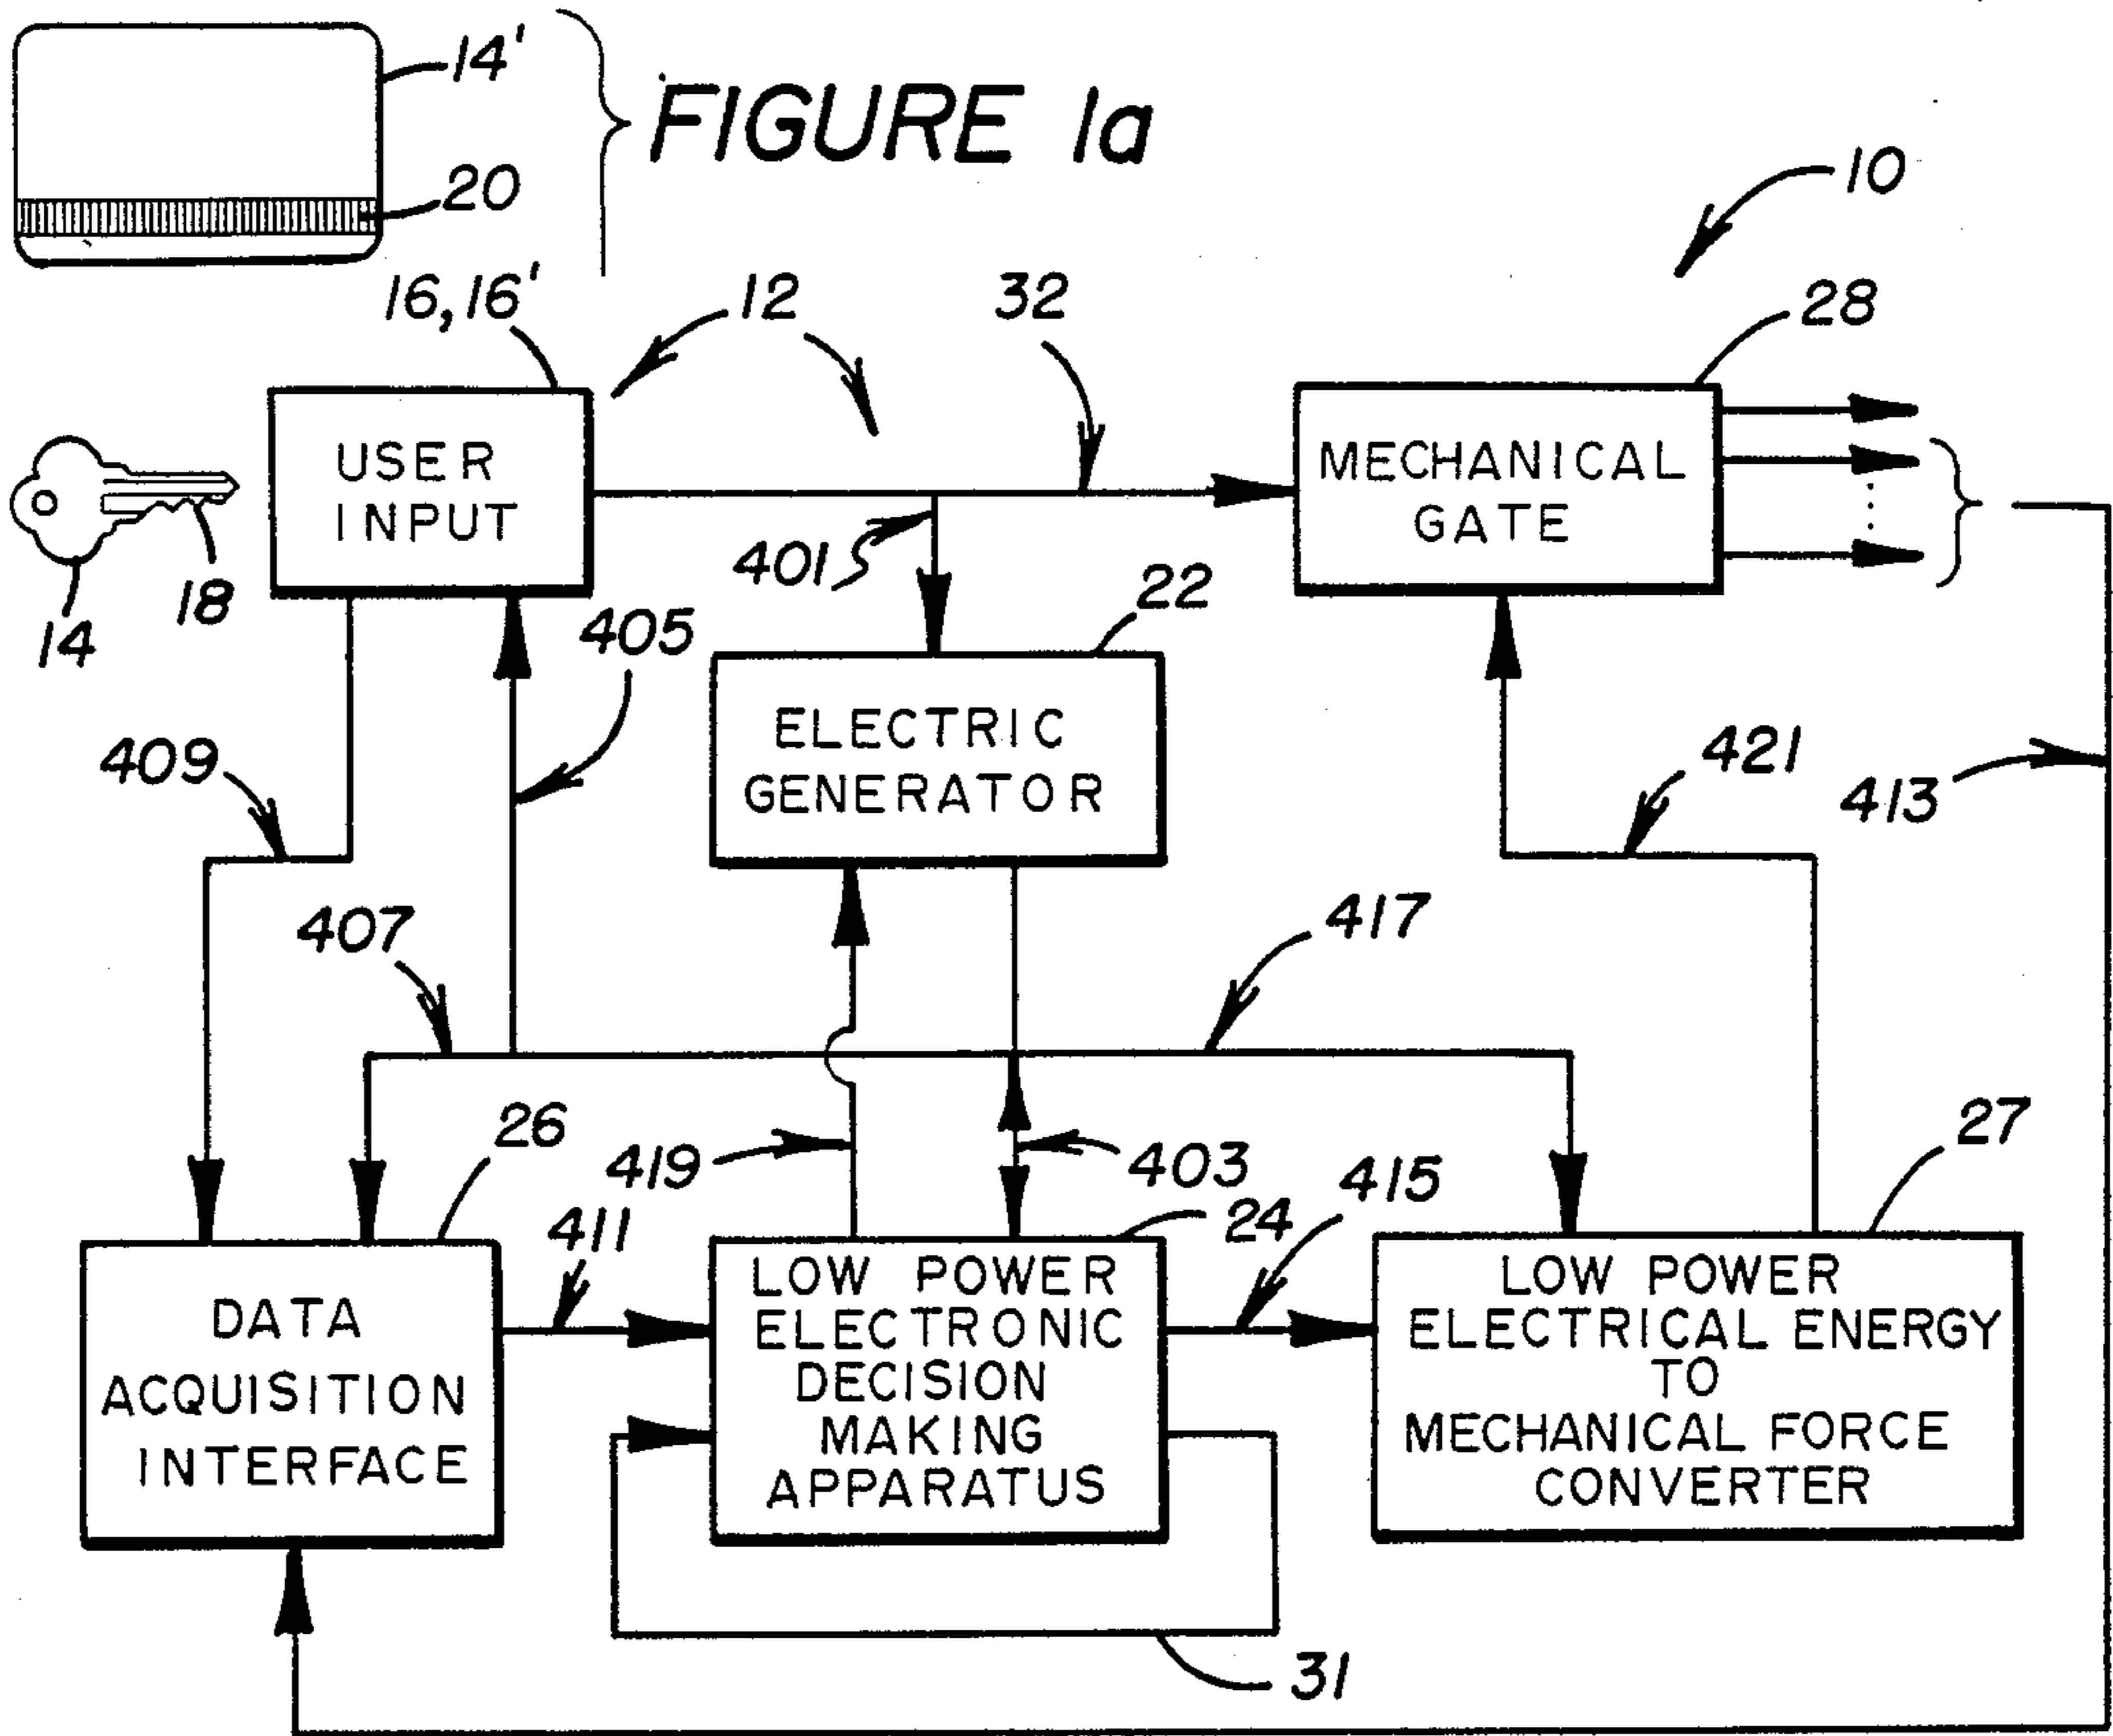 14'
FIGURE 1a
20
10
16, 16'
12
32
28
USER
INPUT
MECHANICAL
GATE
401
18
14
22
405
ELECTRIC
GENERATOR
409
421
413
407
417
26
419
403
27
411
24
415
DATA
ACQUISITION
INTERFACE
LOW POWER
ELECTRONIC
DECISION
MAKING
APPARATUS
LOW POWER
ELECTRICAL ENERGY
TO
MECHANICAL FORCE
CONVERTER
31